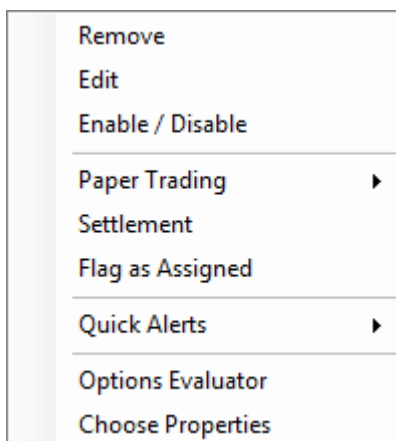 Remove
Edit
Enable / Disable
Paper Trading
Settlement
Flag as Assigned
Quick Alerts
Options Evaluator
Choose Properties